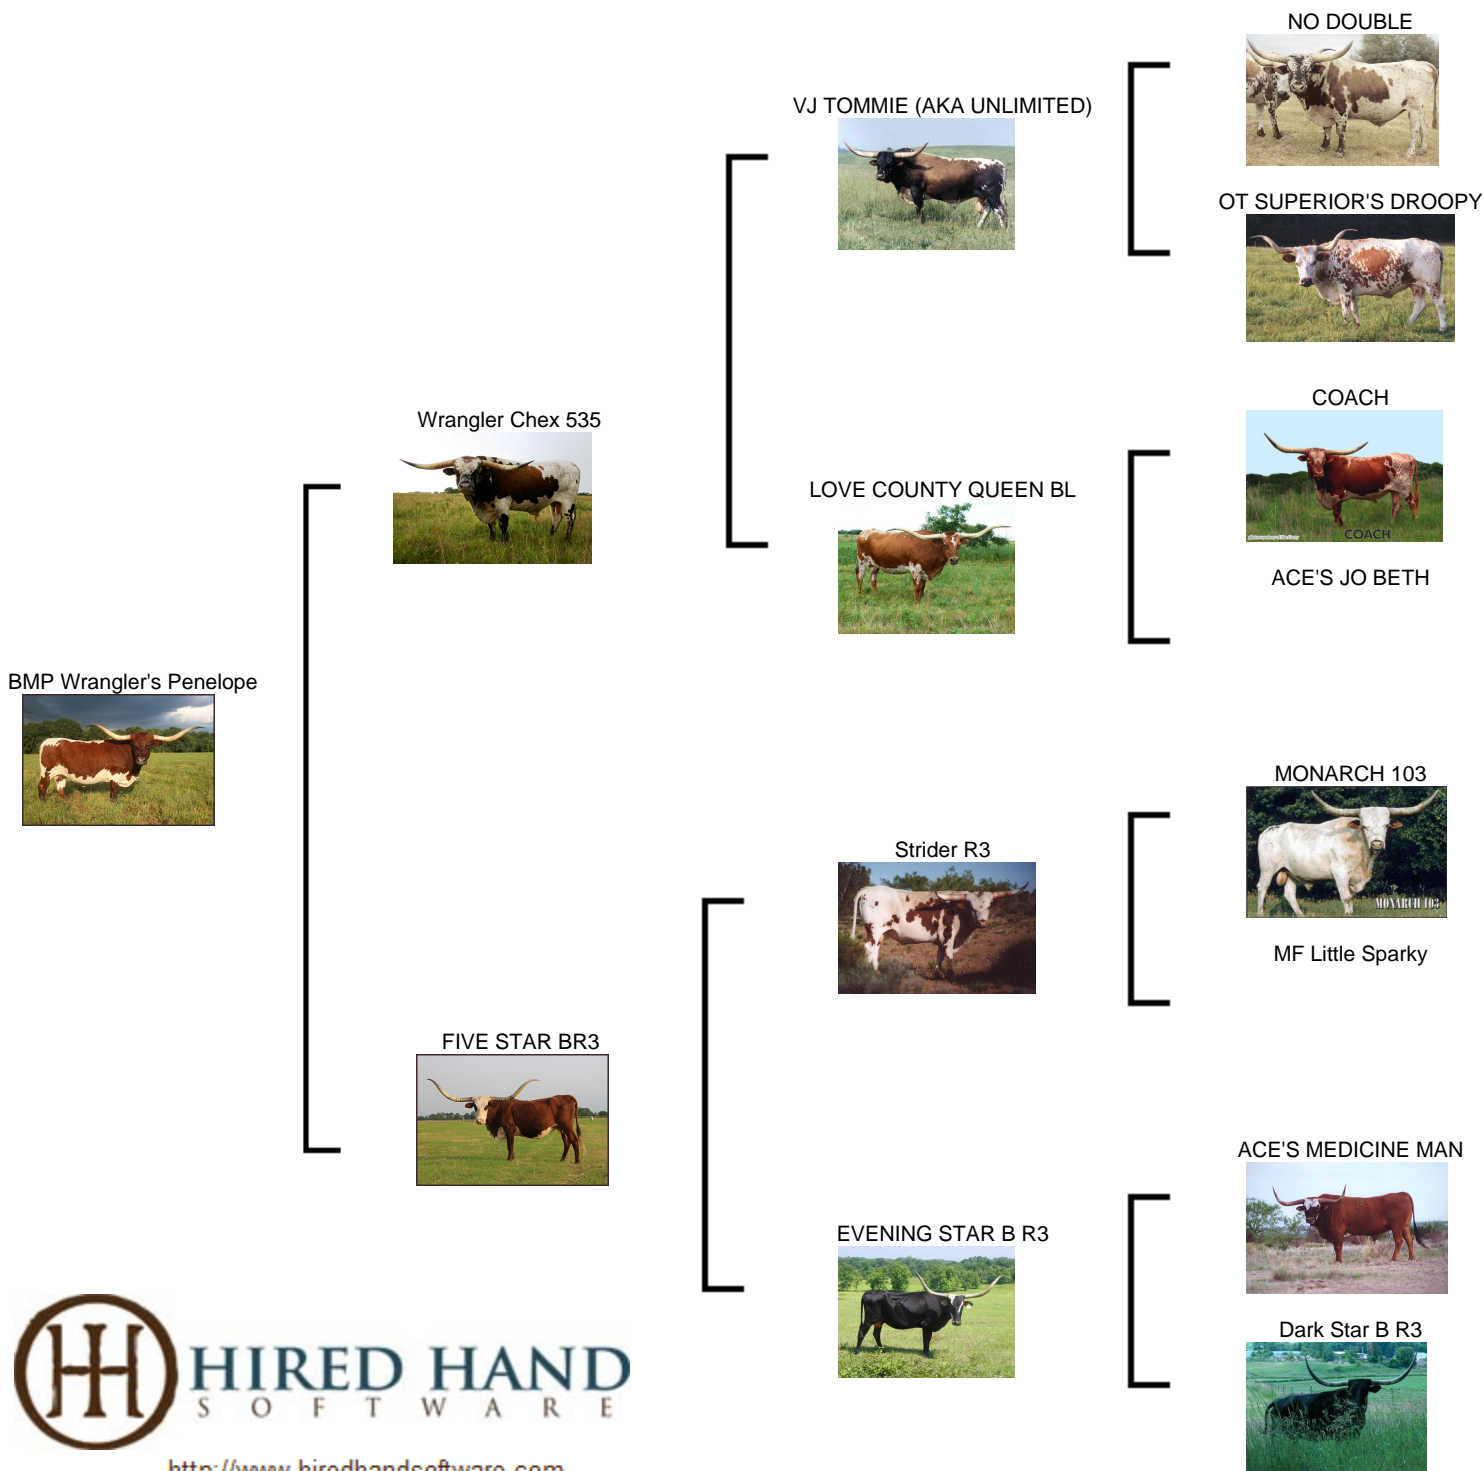 NO DOUBLE
VJ TOMMIE (AKA UNLIMITED)
OT SUPERIOR'S DROOPY
COACH
Wrangler Chex 535
LOVE COUNTY QUEEN BL
COACH
ACE'S JO BETH
BMP Wrangler's Penelope
MONARCH 103
Strider R3
MONARCH 103
MF Little Sparky
FIVE STAR BR3
ACE'S MEDICINE MAN
EVENING STAR B R3
Dark Star B R3
HIRED HAND
SOFTWARE
http://www.hiredhandsoftware.com